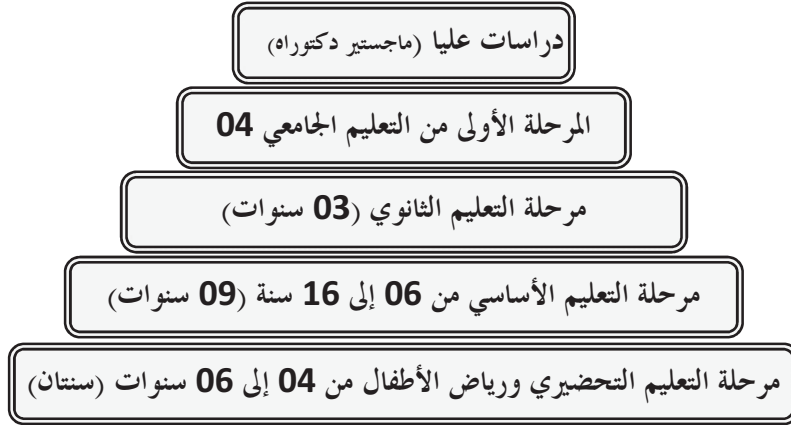 دراسات عليا (ماجستير دكتوراه)
المرحلة الأولى من التعليم الجامعي 04
مرحلة التعليم الثانوي (03 سنوات)
مرحلة التعليم الأساسي من 06 إلى 16 سنة (09 سنوات)
مرحلة التعليم التحضيري ورياض الأطفال من 04 إلى 06 سنوات (سنتان)